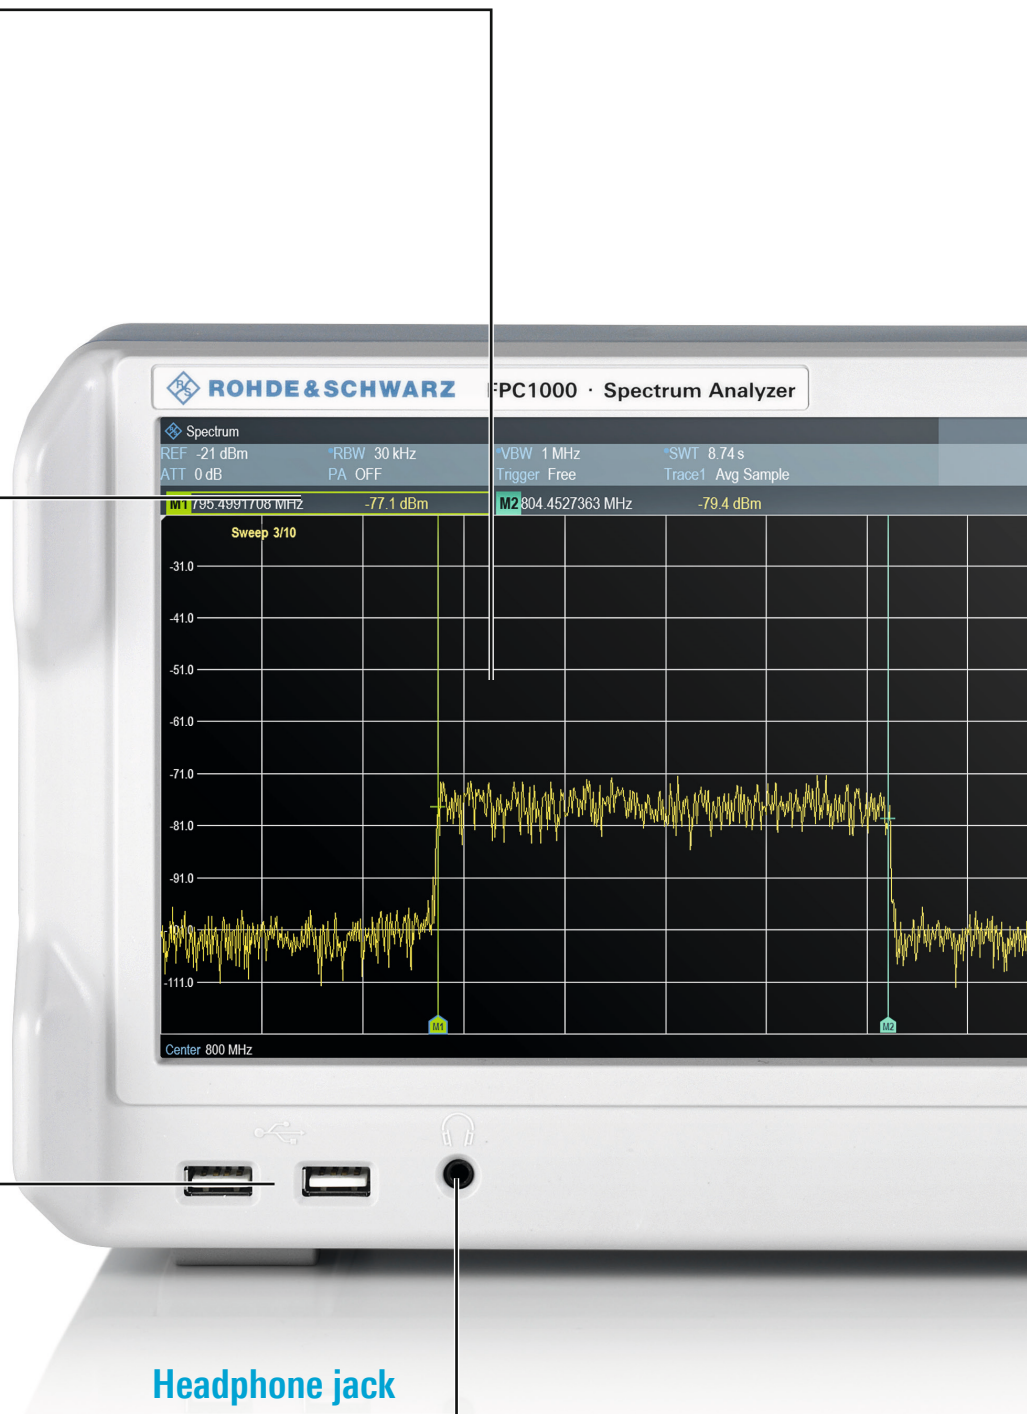 ROHDE&SCHWARZ FPC1000 · Spectrum Analyzer
Spectrum
REF -21 dBm *RBW 30 kHz *VBW 1 MHz *SWT 8.74 s
ATT 0 dB PA OFF Trigger Free Trace1 Avg Sample
M1 795.4991708 MHz -77.1 dBm M2 804.4527363 MHz -79.4 dBm
Sweep 3/10
-31.0
-41.0
-51.0
-61.0
-71.0
-81.0
-91.0
-111.0
M1 M2
Center 800 MHz
Headphone jack